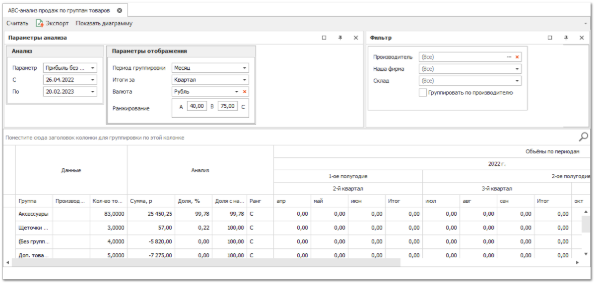 ABC-анализ продаж по группам товаров
Считать Экспорт Показать диаграмму
Параметры анализа
Анализ
Параметр Прибыль без ...
С 26.04.2022
По 20.02.2023
Параметры отображения
Период группировки Месяц
Итоги за Квартал
Валюта Рубль
Ранжирование A 40,00 B 75,00 C
Фильтр
Производитель (Все)
Наша фирма (Все)
Склад (Все)
Группировать по производителю
Поместите сюда заголовок колонки для группировки по этой колонке
Данные Анализ Объёмы по периодам
2022 г.
1-ое полугодие 2-ое полугодие
2-й квартал 3-й квартал
Группа Производ... Кол-во то... Сумма, р Доля, % Доля с на... Ранг апр май июн Итог июл авг сен Итог окт
Аксессуары 83,0000 25 450,25 99,78 99,78 C 0,00 0,00 0,00 0,00 0,00 0,00 0,00 0,00
Щеточки ... 3,0000 57,00 0,22 100,00 C 0,00 0,00 0,00 0,00 0,00 0,00 0,00 0,00
(Без групп... 4,0000 -5 820,00 0,00 100,00 C 0,00 0,00 0,00 0,00 0,00 0,00 0,00 0,00
Доп. това... 5,0000 -7 275,00 0,00 100,00 C 0,00 0,00 0,00 0,00 0,00 0,00 0,00 0,00